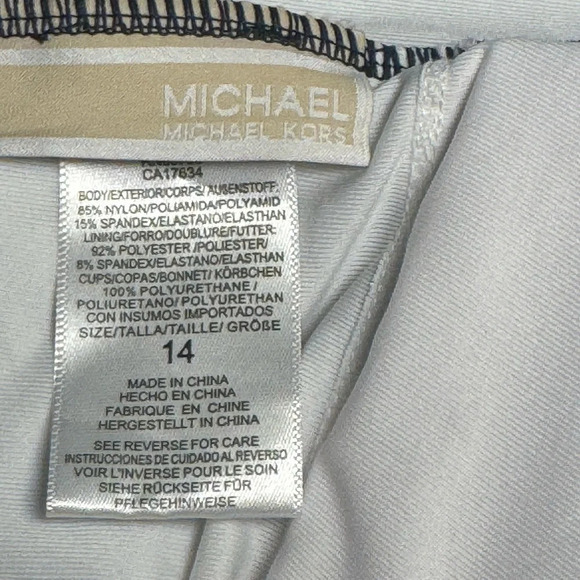 MICHAEL
MICHAEL KORS
CA17634
BODY/EXTERIOR/CORPS/ AUßENSTOFF:
85% NYLON/POLIAMIDA/POLYAMID
15% SPANDEX/ELASTANO/ELASTHAN
LINING/FORRO/DOUBLURE/FUTTER:
92% POLYESTER /POLIESTER/
8% SPANDEX/ELASTANO/ELASTHAN
CUPS/COPAS/BONNET/ KÖRBCHEN
100% POLYURETHANE /
POLIURETANO/ POLYURETHAN
CON INSUMOS IMPORTADOS
SIZE/TALLA/TAILLE/ GRÖßE
14
MADE IN CHINA
HECHO EN CHINA
FABRIQUE EN CHINE
HERGESTELLT IN CHINA
SEE REVERSE FOR CARE
INSTRUCCIONES DE CUIDADO AL REVERSO
VOIR L'INVERSE POUR LE SOIN
SIEHE RÜCKSEITE FÜR
PFLEGEHINWEISE